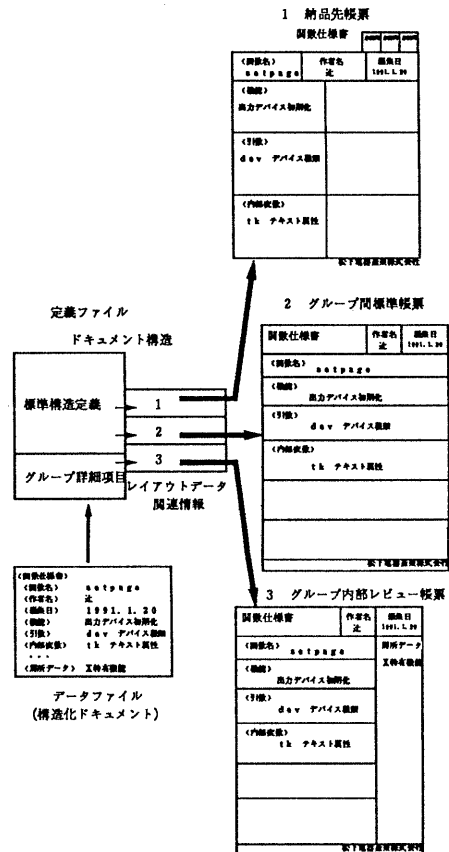 1 納品先帳票
関数仕様書
(関数名)
setpage
作者名
辻
編集日
1991.1.20
(機能)
出力デバイス初期化
(引数)
dev デバイス種類
(内部変数)
tk テキスト属性
松下電器産業株式会社
定義ファイル
ドキュメント構造
標準構造定義
グループ詳細項目
1
2
3
レイアウトデータ
関連情報
2 グループ間標準帳票
関数仕様書
作者名
辻
編集日
1991.1.20
(関数名)
setpage
(機能)
出力デバイス初期化
(引数)
dev デバイス種類
(内部変数)
tk テキスト属性
松下電器産業株式会社
(関数仕様書)
(関数名) setpage
(作者名) 辻
(編集日) 1991.1.20
(機能) 出力デバイス初期化
(引数) dev デバイス種類
(内部変数) tk テキスト属性
...
(局所データ) X特有機能
データファイル
(構造化ドキュメント)
3 グループ内部レビュー帳票
関数仕様書
作者名
辻
編集日
1991.1.20
(関数名)
setpage
局所データ
X特有機能
(機能)
出力デバイス初期化
(引数)
dev デバイス種類
(内部変数)
tk テキスト属性
松下電器産業株式会社